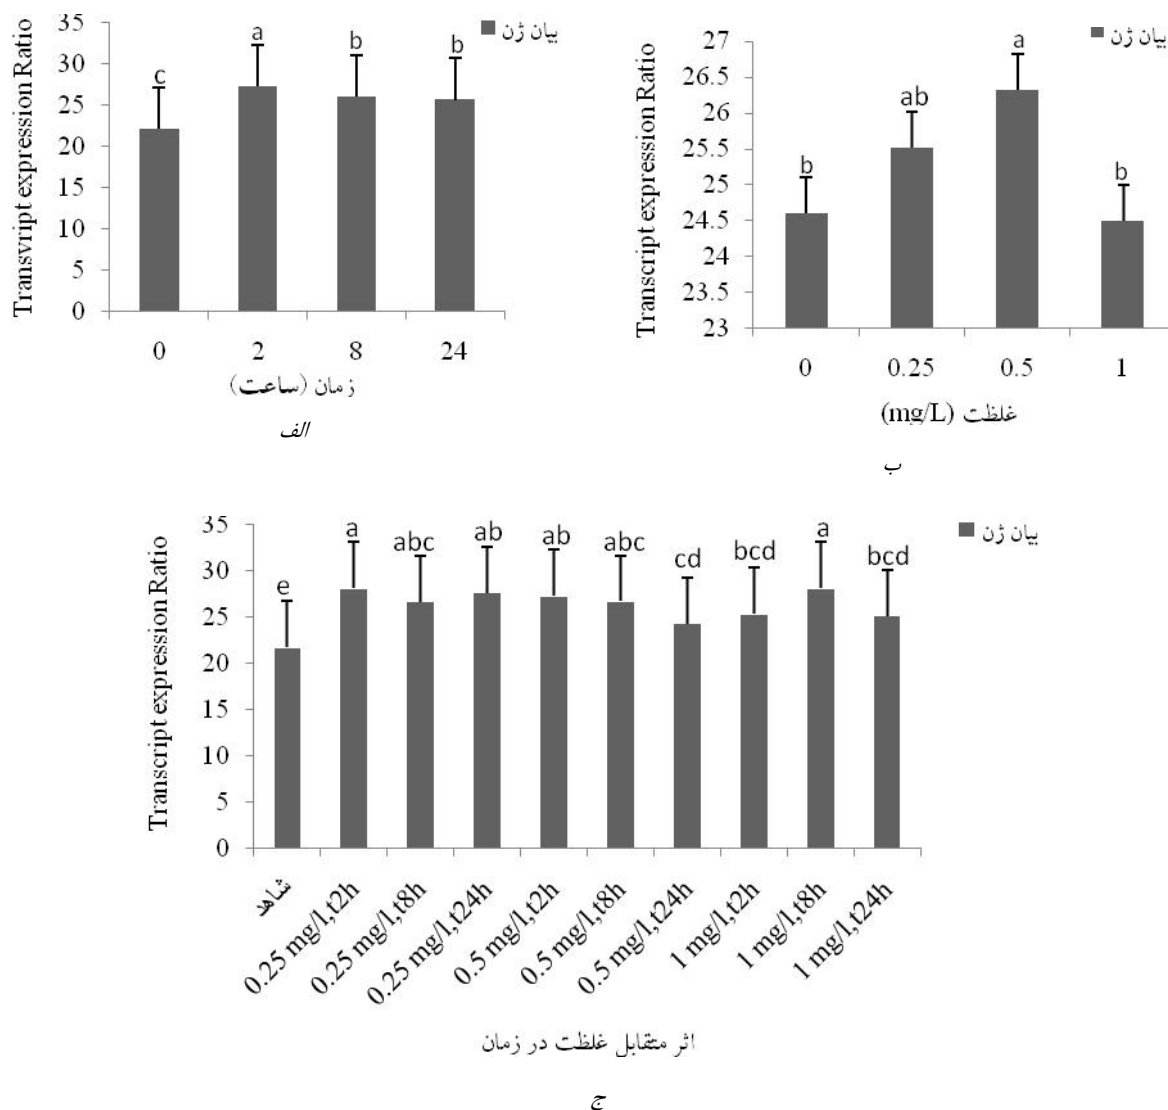 Transvript expression Ratio
35
30
25
20
15
10
5
0
c
a
b
b
بیان ژن
0 2 8 24
زمان (ساعت)
الف
Transcript expression Ratio
27
26.5
26
25.5
25
24.5
24
23.5
23
b
ab
a
b
بیان ژن
0 0.25 0.5 1
غلظت (mg/L)
ب
Transcript expression Ratio
35
30
25
20
15
10
5
0
e
a
abc
ab
ab
abc
cd
bcd
a
bcd
بیان ژن
شاهد
0.25 mg/l,t2h
0.25 mg/l,t8h
0.25 mg/l,t24h
0.5 mg/l,t2h
0.5 mg/l,t8h
0.5 mg/l,t24h
1 mg/l,t2h
1 mg/l,t8h
1 mg/l,t24h
اثر متقابل غلظت در زمان
ج